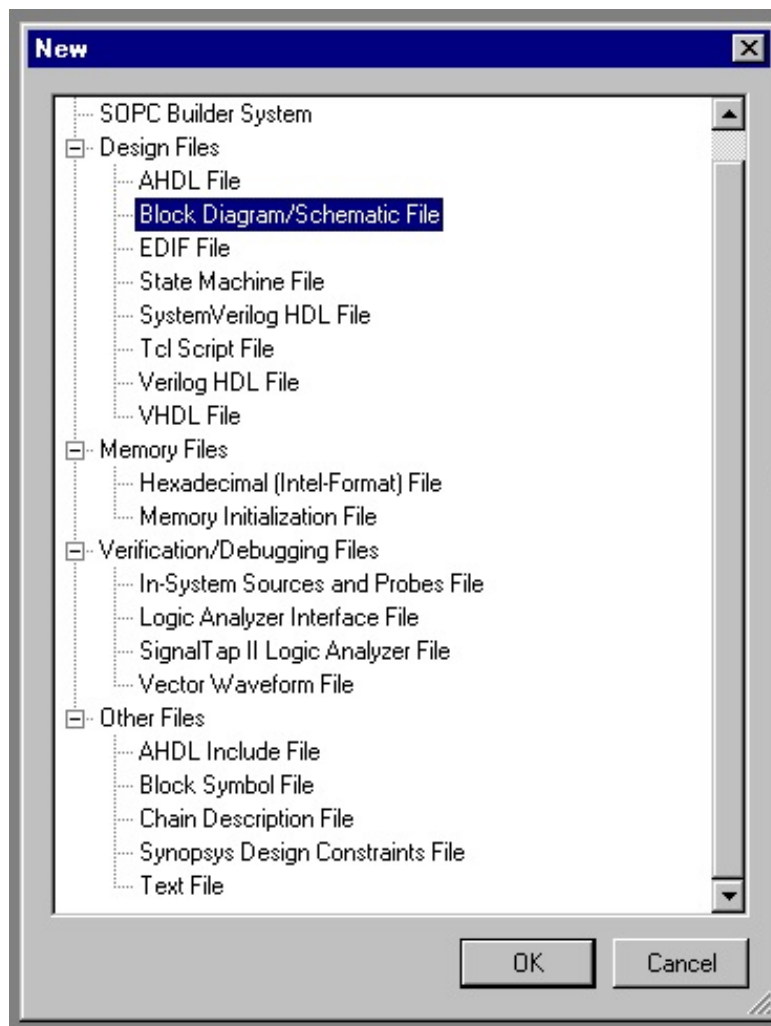 New
SOPC Builder System
Design Files
AHDL File
Block Diagram/Schematic File
EDIF File
State Machine File
SystemVerilog HDL File
Tcl Script File
Verilog HDL File
VHDL File
Memory Files
Hexadecimal (Intel-Format) File
Memory Initialization File
Verification/Debugging Files
In-System Sources and Probes File
Logic Analyzer Interface File
SignalTap II Logic Analyzer File
Vector Waveform File
Other Files
AHDL Include File
Block Symbol File
Chain Description File
Synopsys Design Constraints File
Text File
OK Cancel